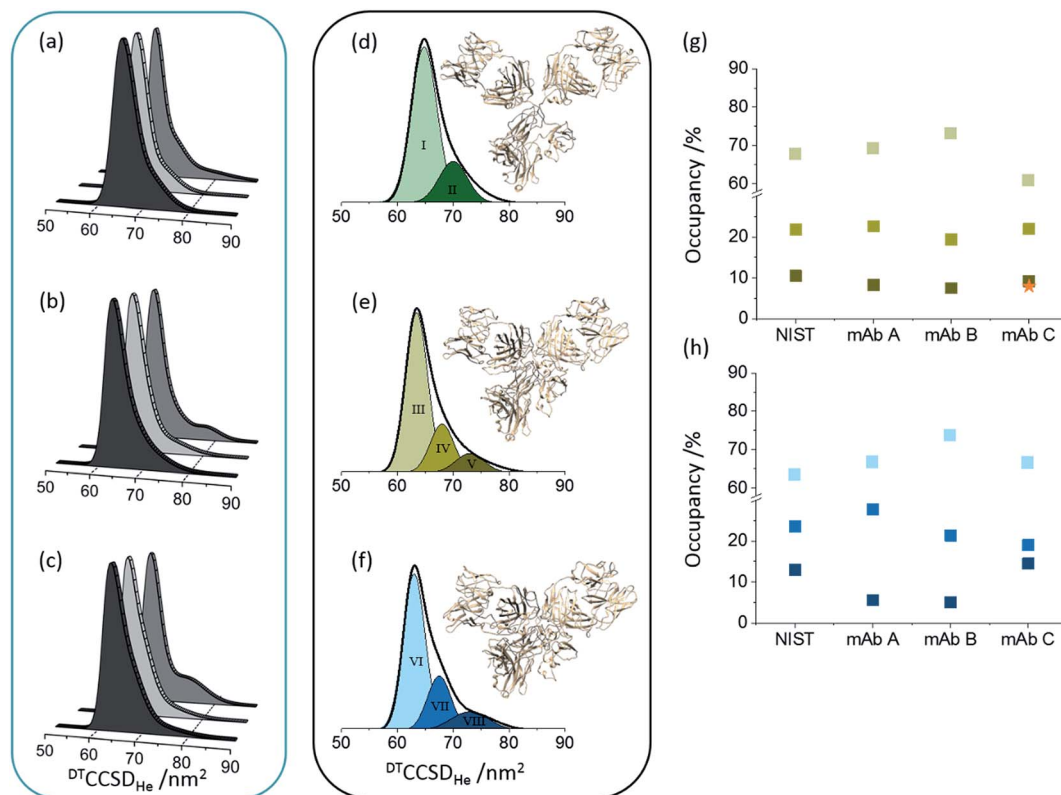 (a)
50 60 70 80 90
(b)
50 60 70 80 90
(c)
50 60 70 80 90
DTCCSDHe /nm2
(d)
I
II
50 60 70 80 90
(e)
III
IV
V
50 60 70 80 90
(f)
VI
VII
VIII
50 60 70 80 90
DTCCSDHe /nm2
(g)
Occupancy /%
90
80
70
60
20
10
0
NIST mAb A mAb B mAb C
(h)
Occupancy /%
90
80
70
60
20
10
0
NIST mAb A mAb B mAb C